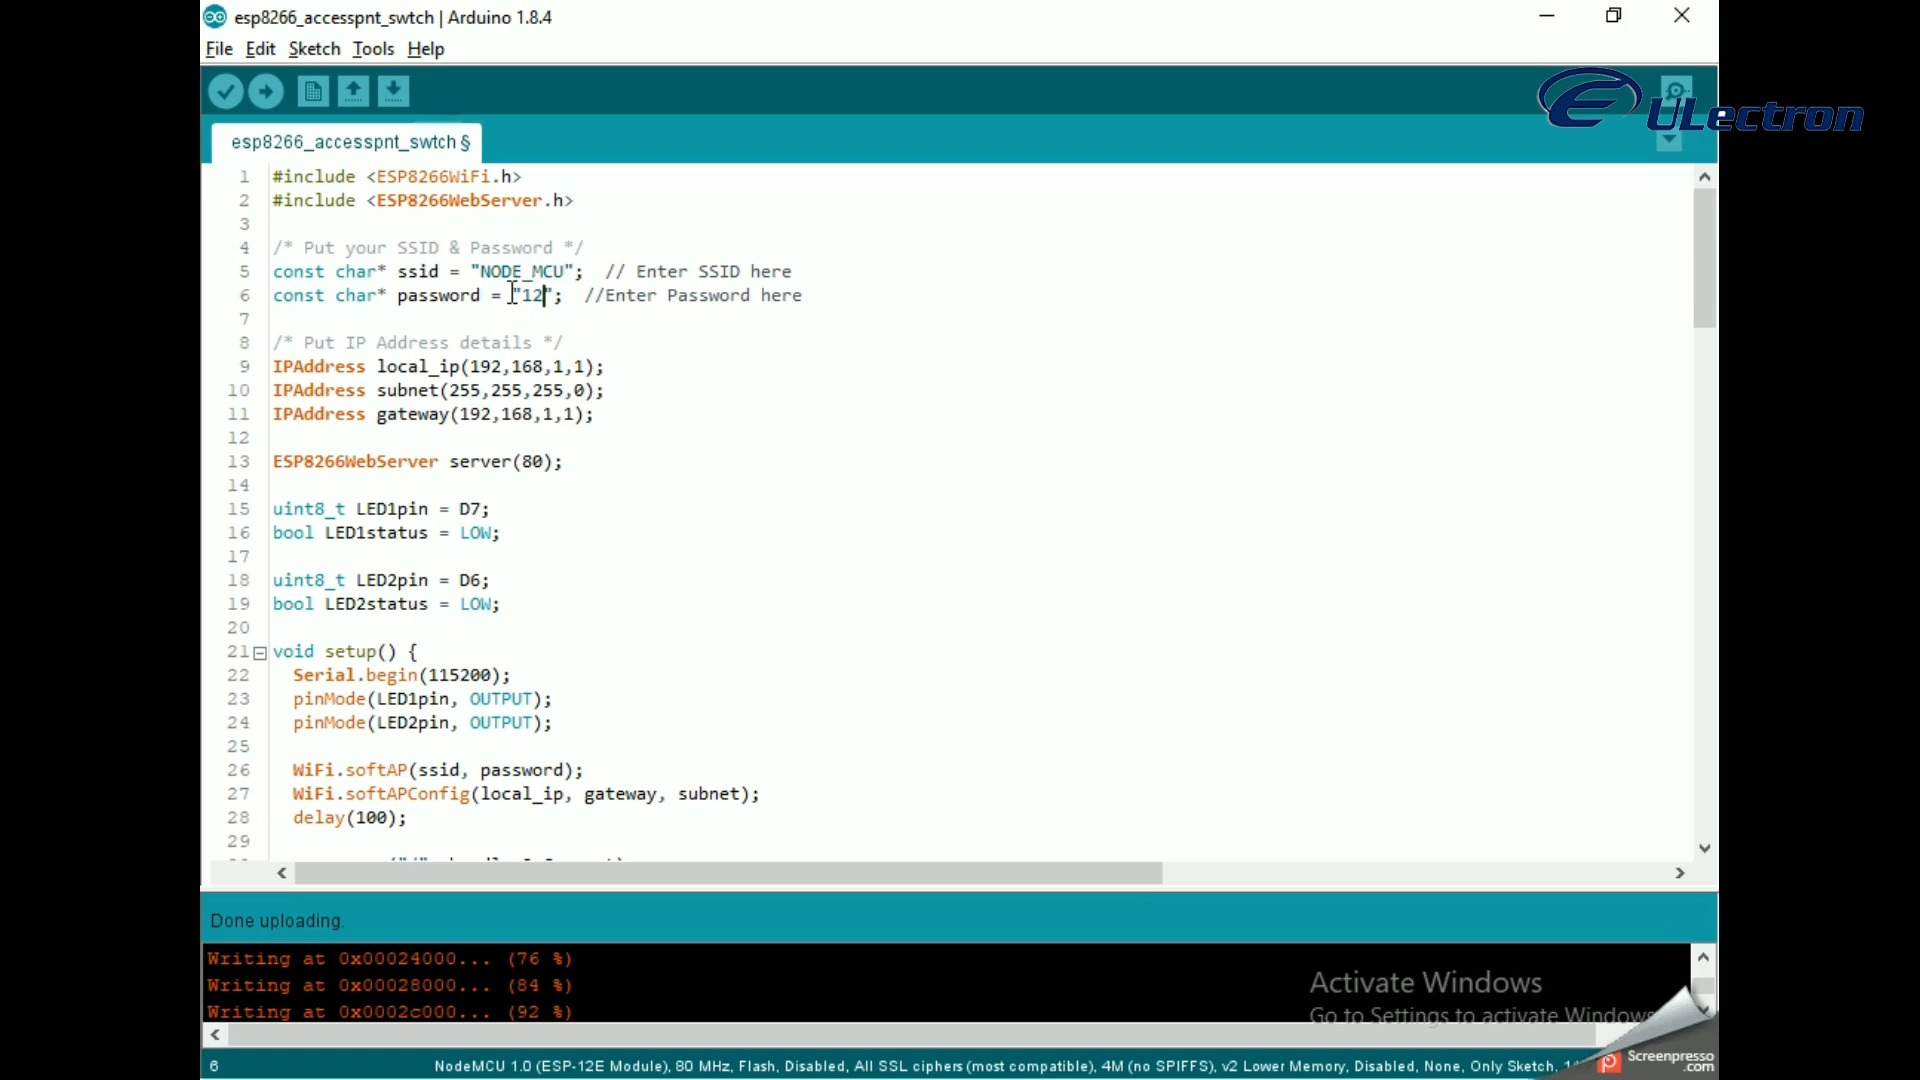 esp8266_accesspnt_swtch | Arduino 1.8.4
File Edit Sketch Tools Help
ULectron
esp8266_accesspnt_swtch §
1 #include <ESP8266WiFi.h>
2 #include <ESP8266WebServer.h>
3
4 /* Put your SSID & Password */
5 const char* ssid = "NODE_MCU";  // Enter SSID here
6 const char* password = "12";  //Enter Password here
7
8 /* Put IP Address details */
9 IPAddress local_ip(192,168,1,1);
10 IPAddress subnet(255,255,255,0);
11 IPAddress gateway(192,168,1,1);
12
13 ESP8266WebServer server(80);
14
15 uint8_t LED1pin = D7;
16 bool LED1status = LOW;
17
18 uint8_t LED2pin = D6;
19 bool LED2status = LOW;
20
21 void setup() {
22 Serial.begin(115200);
23 pinMode(LED1pin, OUTPUT);
24 pinMode(LED2pin, OUTPUT);
25
26 WiFi.softAP(ssid, password);
27 WiFi.softAPConfig(local_ip, gateway, subnet);
28 delay(100);
29
Done uploading.
Writing at 0x00024000... (76 %)
Writing at 0x00028000... (84 %)
Writing at 0x0002c000... (92 %)
Activate Windows
Go to Settings to activate Windows
6 NodeMCU 1.0 (ESP-12E Module), 80 MHz, Flash, Disabled, All SSL ciphers (most compatible), 4M (no SPIFFS), v2 Lower Memory, Disabled, None, Only Sketch,
Screenpresso
.com